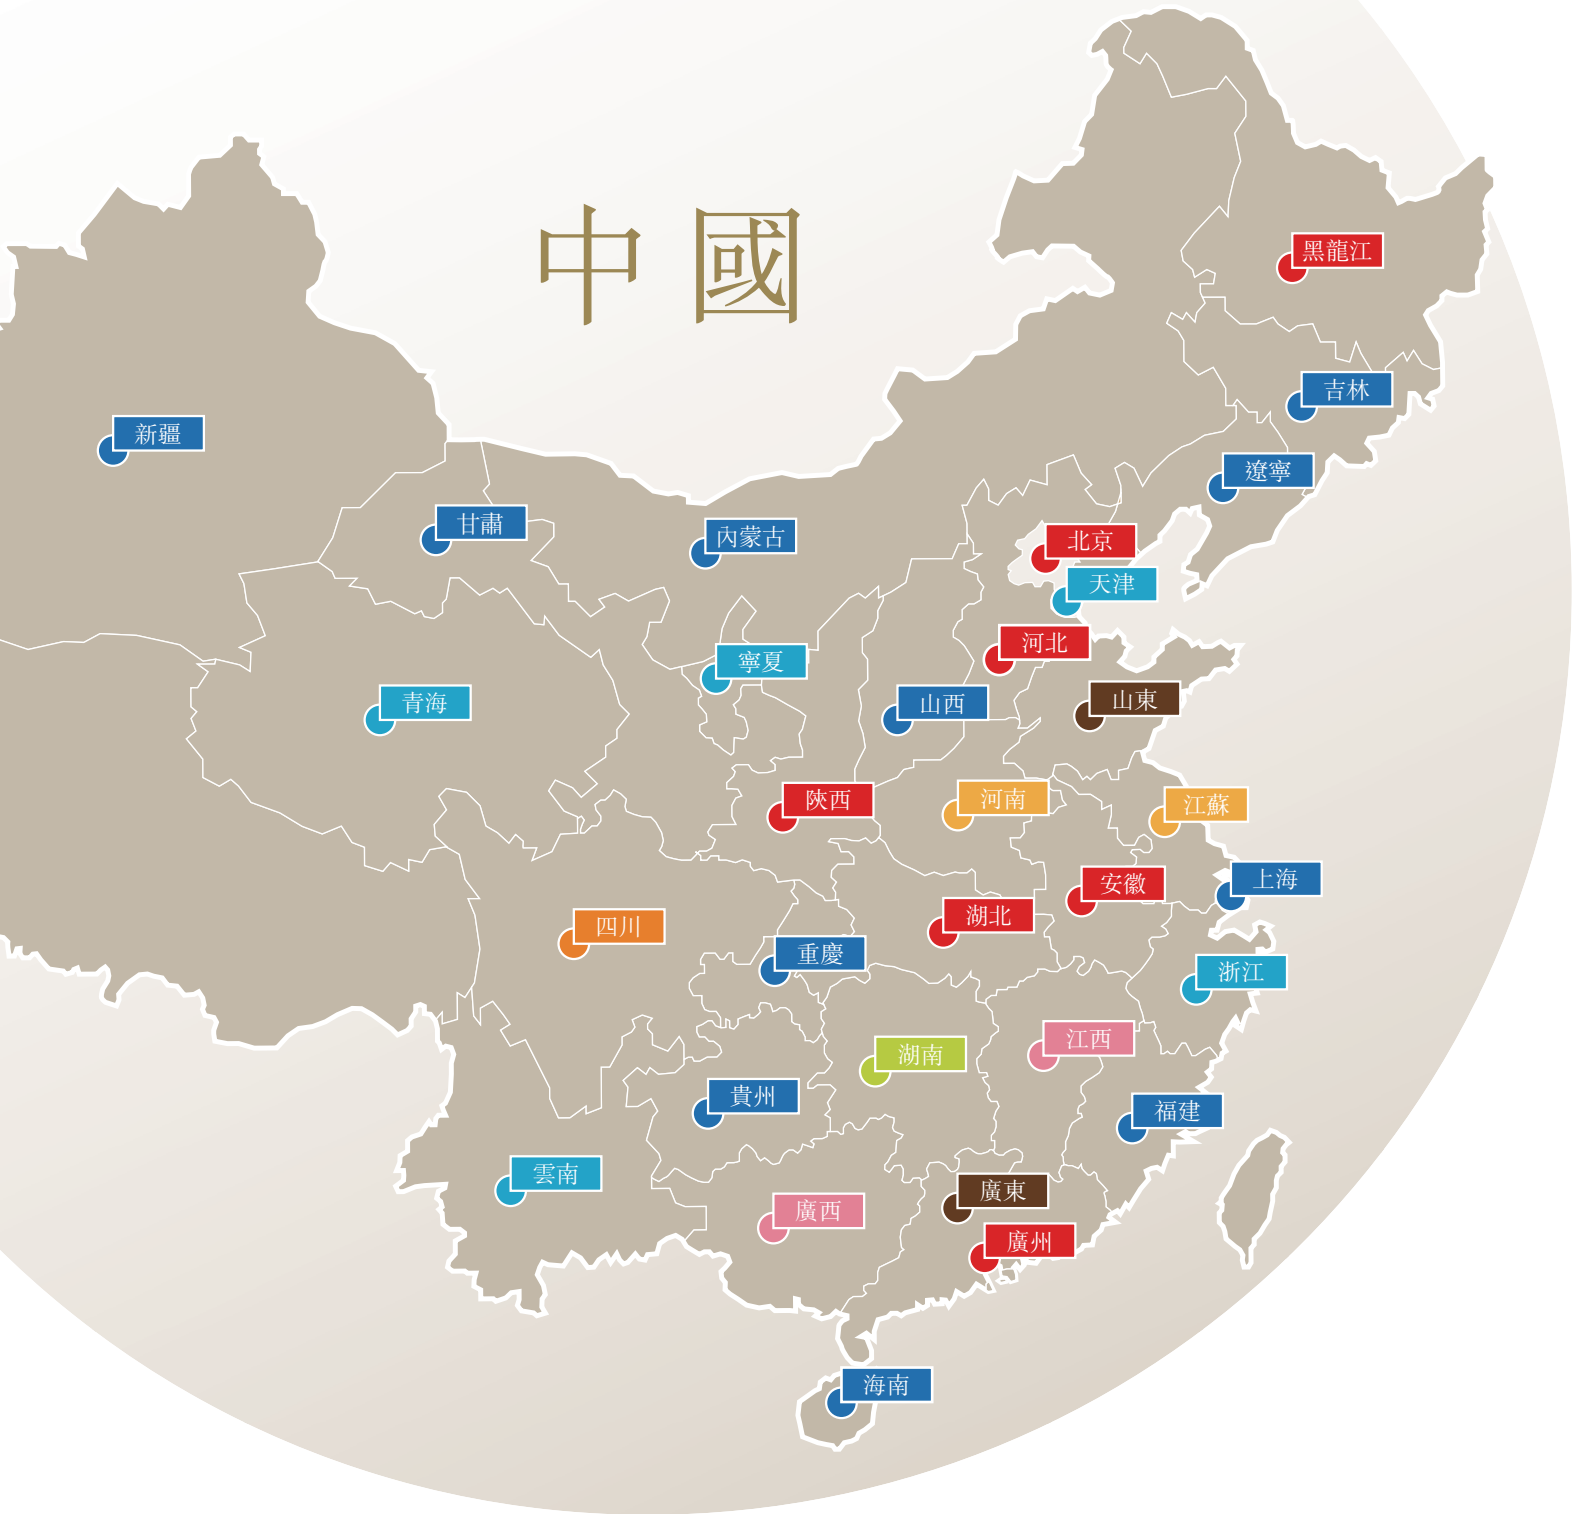 中國
黑龍江
吉林
新疆
遼寧
甘肅
內蒙古
北京
天津
河北
寧夏
青海
山西
山東
陝西
河南
江蘇
上海
安徽
湖北
四川
重慶
浙江
江西
湖南
貴州
福建
雲南
廣東
廣西
廣州
海南